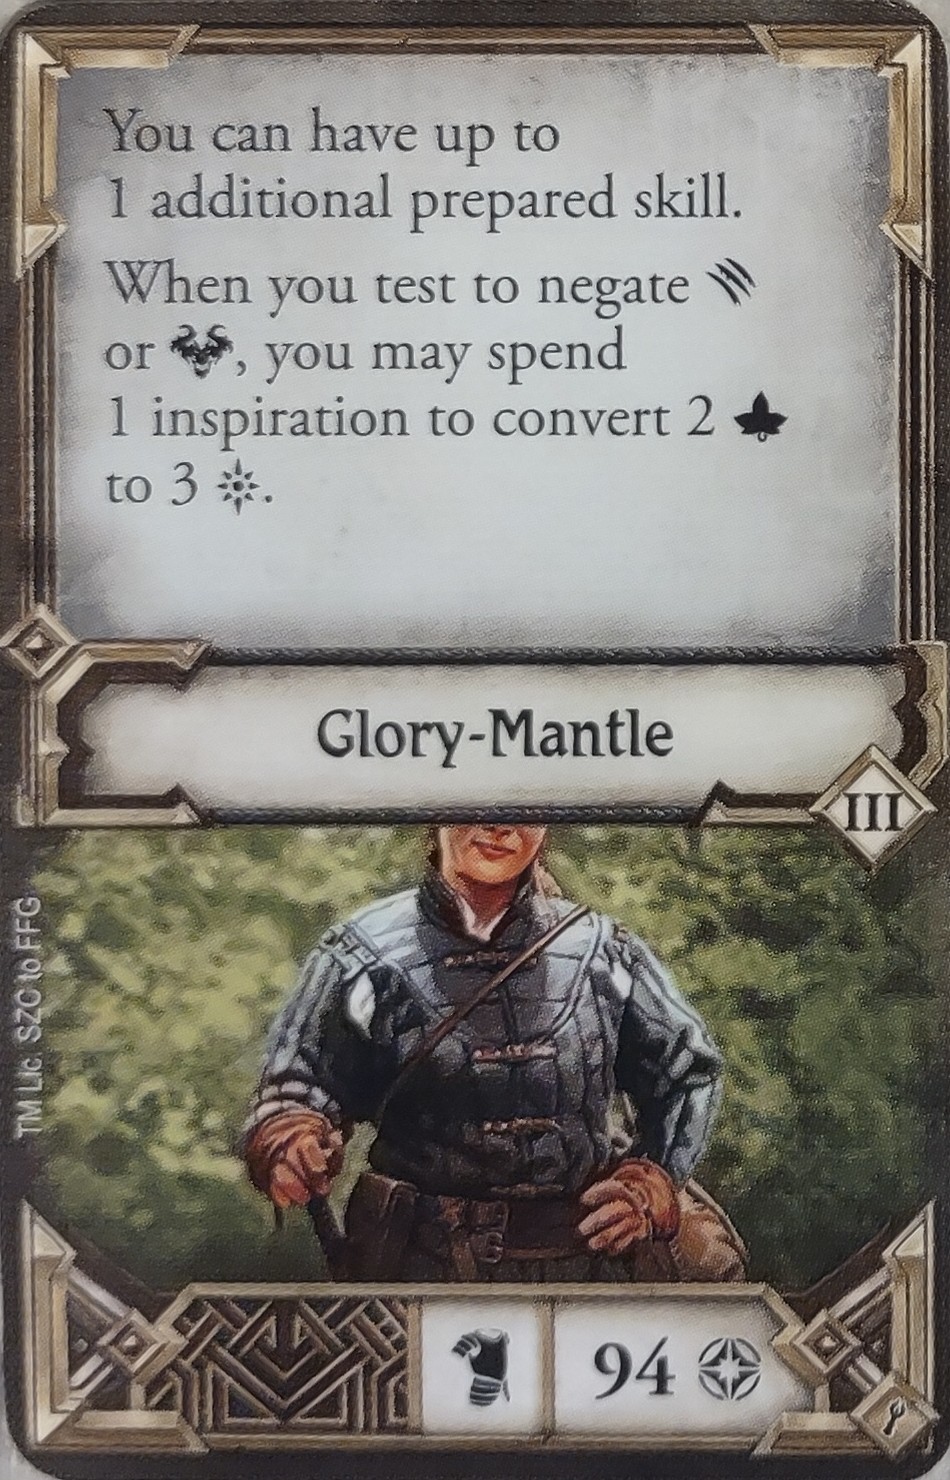 You can have up to
1 additional prepared skill.
When you test to negate
or , you may spend
1 inspiration to convert 2
to 3 .
Glory-Mantle
III
TM Lic. SZC to FFG
94